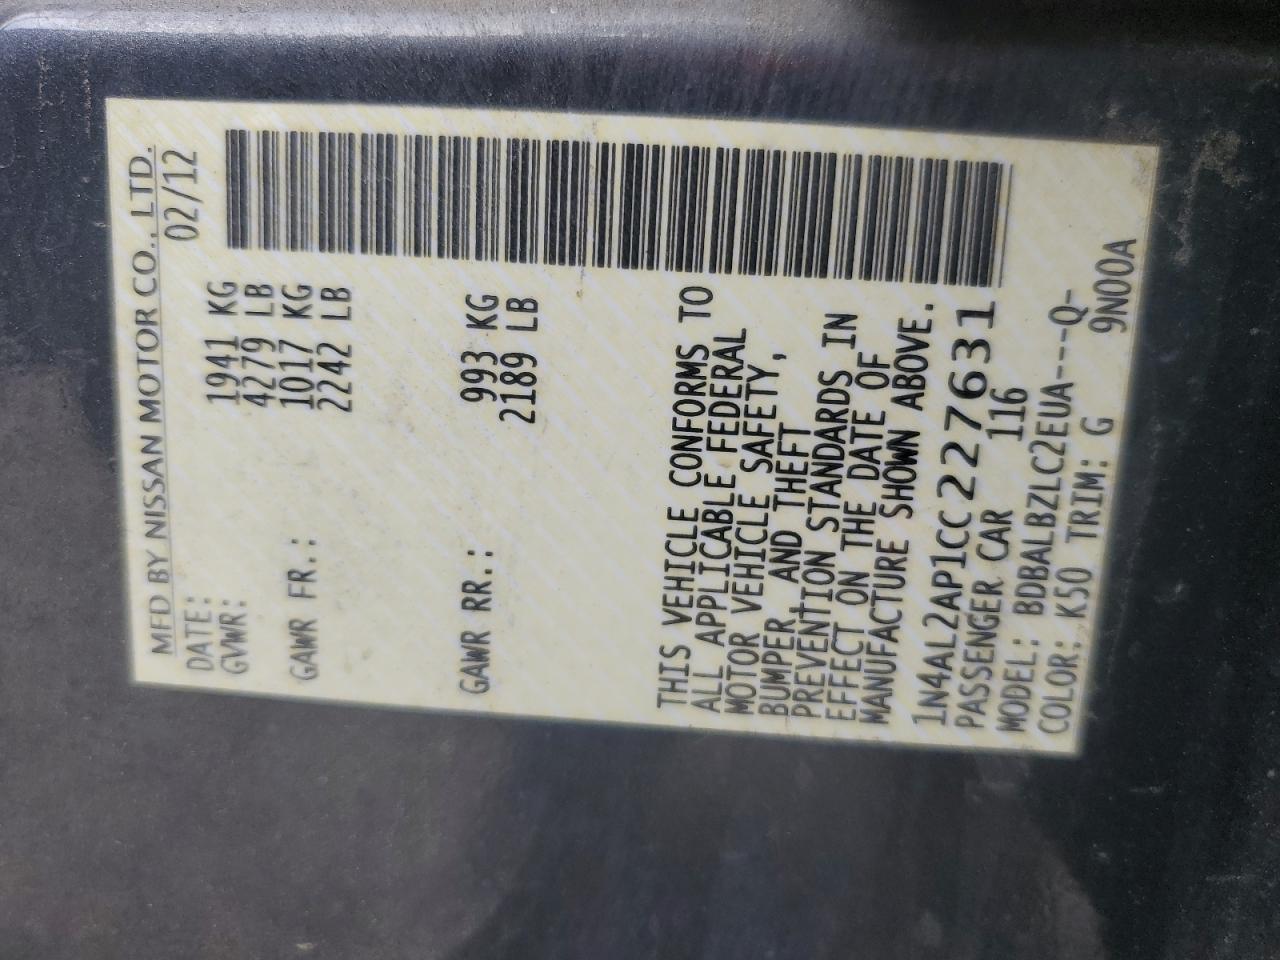 MFD BY NISSAN MOTOR CO., LTD.
DATE: 02/12
GVWR: 1941 KG
4279 LB
GAWR FR.: 1017 KG
2242 LB
GAWR RR.: 993 KG
2189 LB
THIS VEHICLE CONFORMS TO
ALL APPLICABLE FEDERAL
MOTOR VEHICLE SAFETY,
BUMPER AND THEFT
PREVENTION STANDARDS IN
EFFECT ON THE DATE OF
MANUFACTURE SHOWN ABOVE.
1N4AL2AP1CC227631
PASSENGER CAR 116
MODEL: BDBALBZLC2EUA---Q-
COLOR: K50 TRIM: G 9N00A